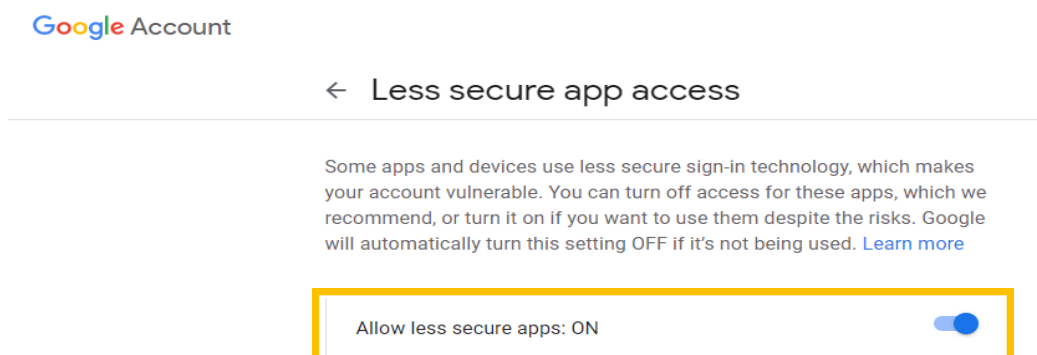 Google Account
Less secure app access
Some apps and devices use less secure sign-in technology, which makes
your account vulnerable. You can turn off access for these apps, which we
recommend, or turn it on if you want to use them despite the risks. Google
will automatically turn this setting OFF if it's not being used. Learn more
Allow less secure apps: ON